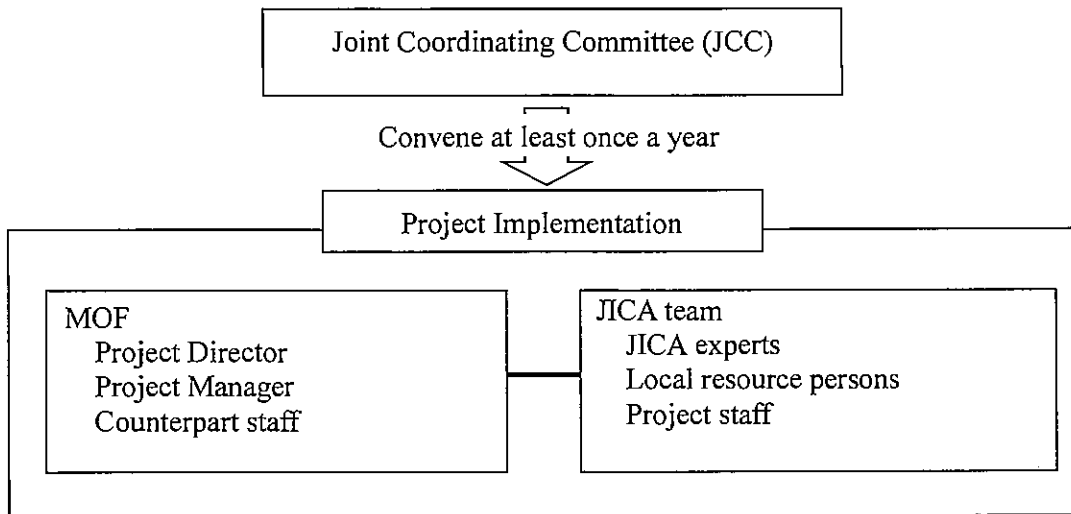 Joint Coordinating Committee (JCC)
Convene at least once a year
Project Implementation
MOF
Project Director
Project Manager
Counterpart staff
JICA team
JICA experts
Local resource persons
Project staff